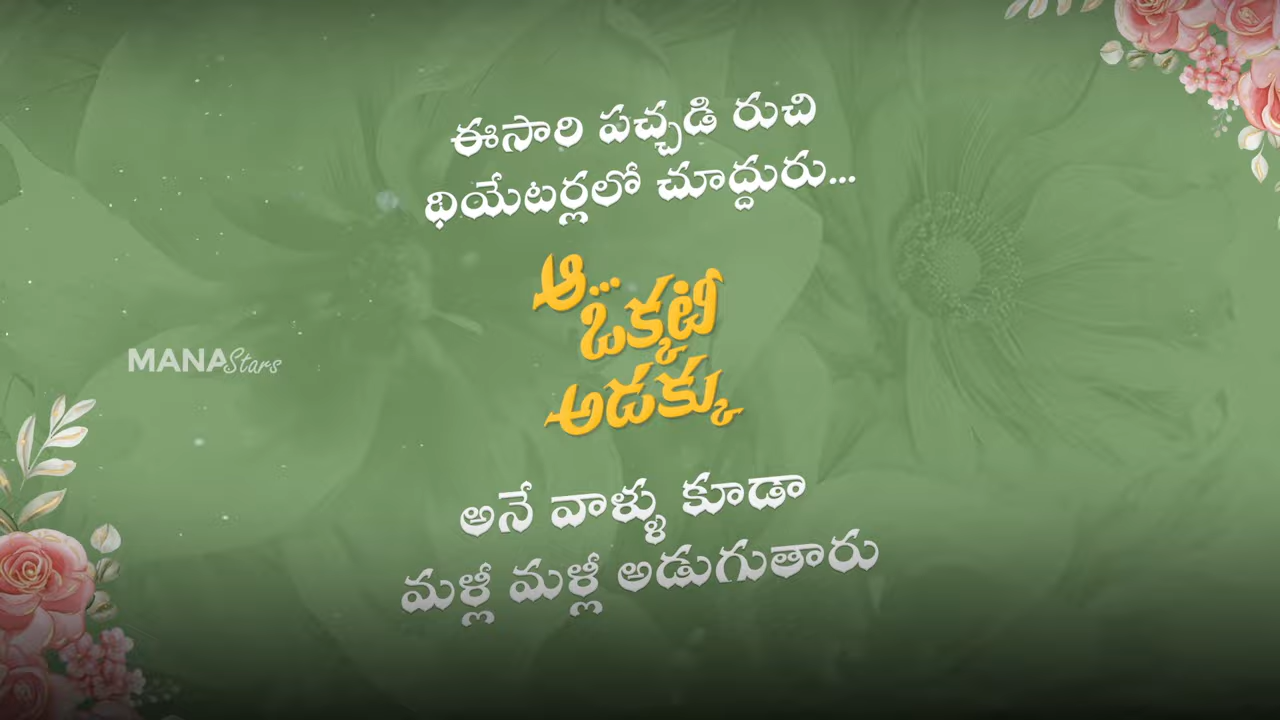 ఈసారి పచ్చడి రుచి
థియేటర్లలో చూద్దురు...
ఆ...
ఒక్కటీ
అడక్కు
MANA Stars
అనే వాళ్ళు కూడా
మళ్లీ మళ్లీ అడుగుతారు